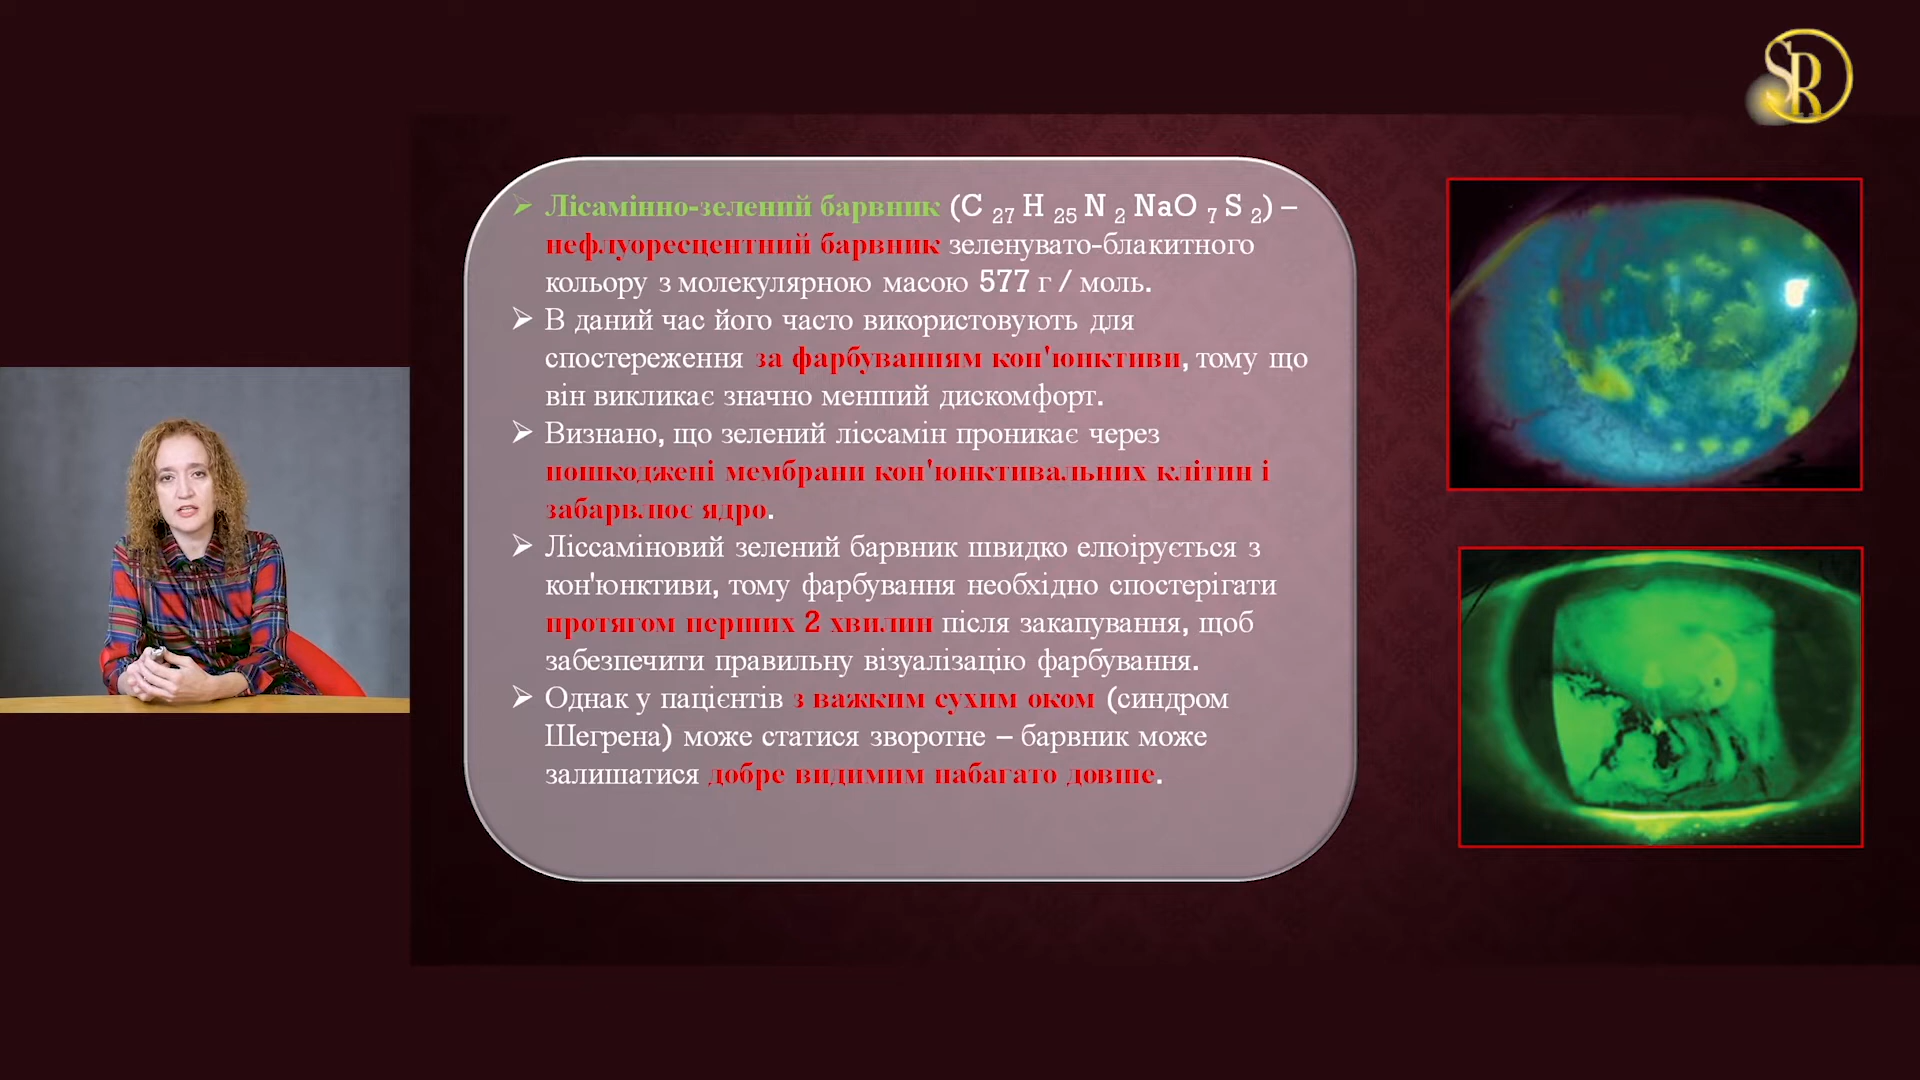 SR
Лісамінно-зелений барвник (C 27 H 25 N 2 NaO 7 S 2) –
нефлуоресцентний барвник зеленувато-блакитного
кольору з молекулярною масою 577 г / моль.
В даний час його часто використовують для
спостереження за фарбуванням кон'юнктиви, тому що
він викликає значно менший дискомфорт.
Визнано, що зелений ліссамін проникає через
пошкоджені мембрани кон'юнктивальних клітин і
забарвлює ядро.
Ліссаміновий зелений барвник швидко елюірується з
кон'юнктиви, тому фарбування необхідно спостерігати
протягом перших 2 хвилин після закапування, щоб
забезпечити правильну візуалізацію фарбування.
Однак у пацієнтів з важким сухим оком (синдром
Шегрена) може статися зворотне – барвник може
залишатися добре видимим набагато довше.